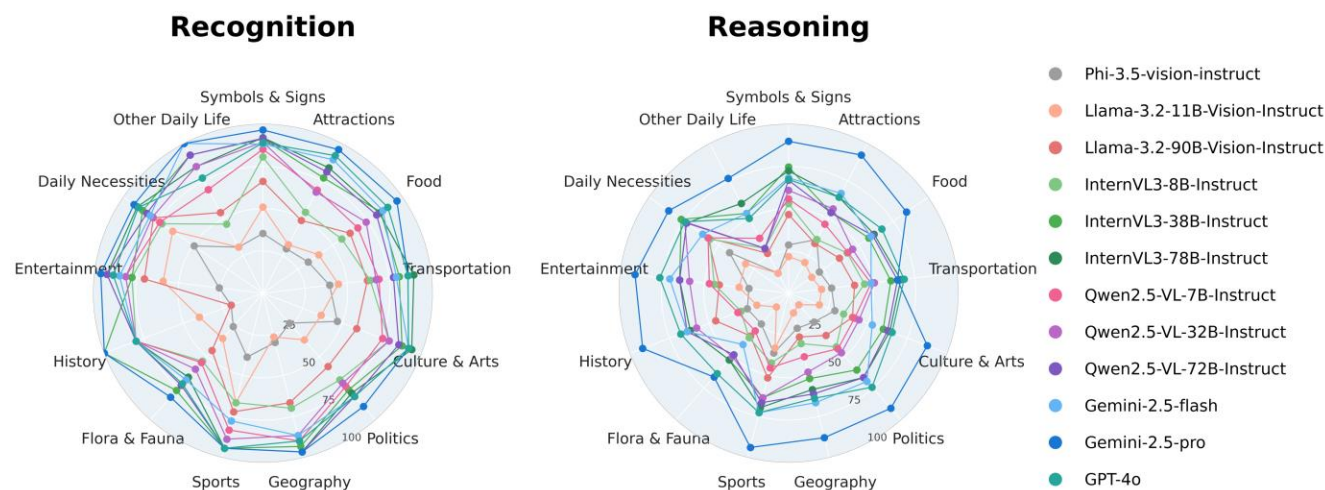 Recognition
Symbols & Signs
Other Daily Life
Attractions
Daily Necessities
Food
Entertainment
Transportation
25
History
50
Culture & Arts
75
Flora & Fauna
100
Politics
Sports
Geography
Reasoning
Symbols & Signs
Other Daily Life
Attractions
Daily Necessities
Food
Entertainment
Transportation
25
History
50
Culture & Arts
75
Flora & Fauna
100
Politics
Sports
Geography
Phi-3.5-vision-instruct
Llama-3.2-11B-Vision-Instruct
Llama-3.2-90B-Vision-Instruct
InternVL3-8B-Instruct
InternVL3-38B-Instruct
InternVL3-78B-Instruct
Qwen2.5-VL-7B-Instruct
Qwen2.5-VL-32B-Instruct
Qwen2.5-VL-72B-Instruct
Gemini-2.5-flash
Gemini-2.5-pro
GPT-4o